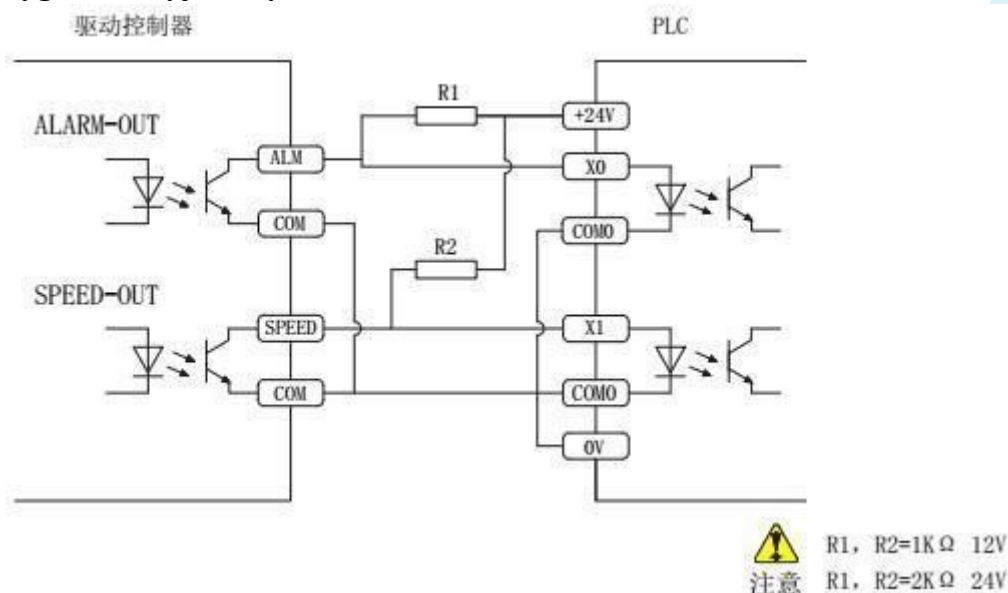 驱动控制器
PLC
R1
+24V
ALARM-OUT
ALM
X0
COM
COM0
R2
SPEED-OUT
SPEED
X1
COM
COM0
0V
R1, R2=1KΩ 12V
注意 R1, R2=2KΩ 24V